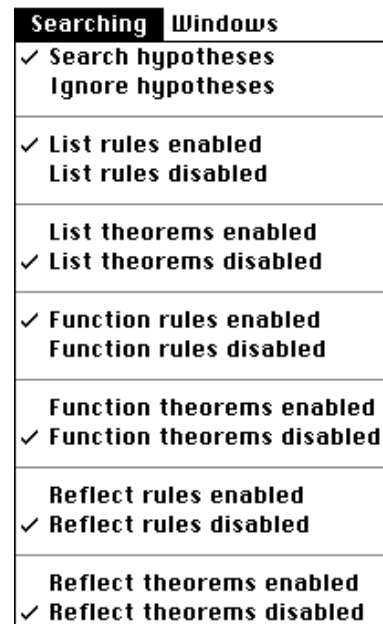 Searching Windows
✓ Search hypotheses
Ignore hypotheses
✓ List rules enabled
List rules disabled
List theorems enabled
✓ List theorems disabled
✓ Function rules enabled
Function rules disabled
Function theorems enabled
✓ Function theorems disabled
Reflect rules enabled
✓ Reflect rules disabled
Reflect theorems enabled
✓ Reflect theorems disabled